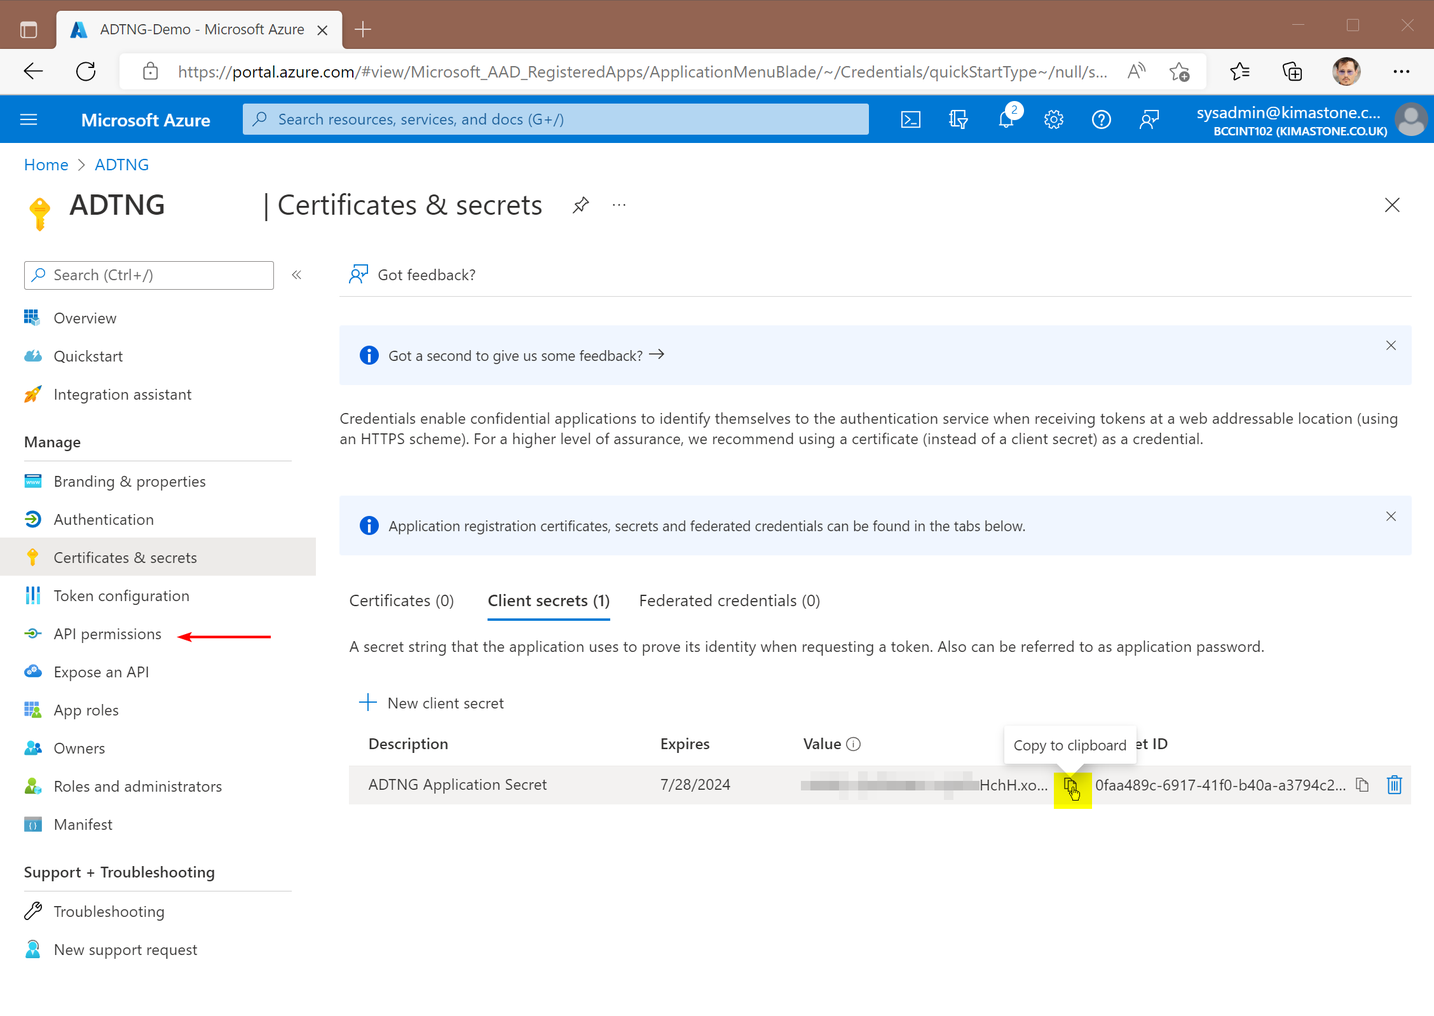 ADTNG-Demo - Microsoft Azure
https://portal.azure.com/#view/Microsoft_AAD_RegisteredApps/ApplicationMenuBlade/~/Credentials/quickStartType~/null/s...
Microsoft Azure
Search resources, services, and docs (G+/)
2
sysadmin@kimastone.c...
BCCINT102 (KIMASTONE.CO.UK)
Home > ADTNG
ADTNG | Certificates & secrets
Search (Ctrl+/)
Got feedback?
Overview
Quickstart
Integration assistant
Manage
Branding & properties
Authentication
Certificates & secrets
Token configuration
API permissions
Expose an API
App roles
Owners
Roles and administrators
Manifest
Support + Troubleshooting
Troubleshooting
New support request
Got a second to give us some feedback? →
Credentials enable confidential applications to identify themselves to the authentication service when receiving tokens at a web addressable location (using
an HTTPS scheme). For a higher level of assurance, we recommend using a certificate (instead of a client secret) as a credential.
Application registration certificates, secrets and federated credentials can be found in the tabs below.
Certificates (0) Client secrets (1) Federated credentials (0)
A secret string that the application uses to prove its identity when requesting a token. Also can be referred to as application password.
New client secret
Copy to clipboard
Description Expires Value et ID
ADTNG Application Secret 7/28/2024 HchH.xo... 0faa489c-6917-41f0-b40a-a3794c2...